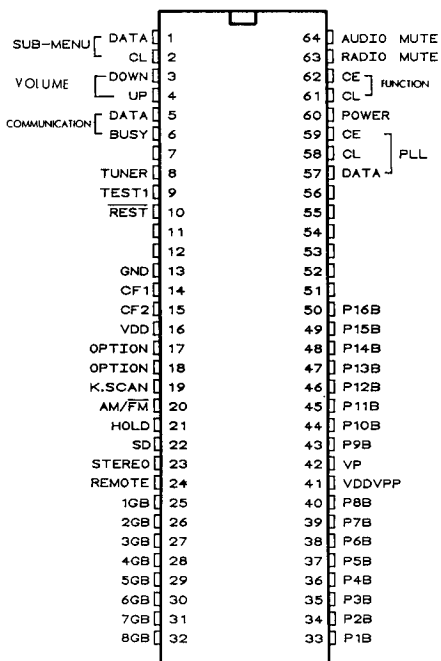 SUB-MENU
DATA 1
CL 2
VOLUME
DOWN 3
UP 4
COMMUNICATION
DATA 5
BUSY 6
7
TUNER 8
TEST1 9
REST 10
11
12
GND 13
CF1 14
CF2 15
VDD 16
OPTION 17
OPTION 18
K.SCAN 19
AM/FM 20
HOLD 21
SD 22
STEREO 23
REMOTE 24
1GB 25
2GB 26
3GB 27
4GB 28
5GB 29
6GB 30
7GB 31
8GB 32
64 AUDIO MUTE
63 RADIO MUTE
62 CE
61 CL
FUNCTION
60 POWER
59 CE
58 CL
57 DATA
PLL
56
55
54
53
52
51
50 P16B
49 P15B
48 P14B
47 P13B
46 P12B
45 P11B
44 P10B
43 P9B
42 VP
41 VDDVPP
40 P8B
39 P7B
38 P6B
37 P5B
36 P4B
35 P3B
34 P2B
33 P1B